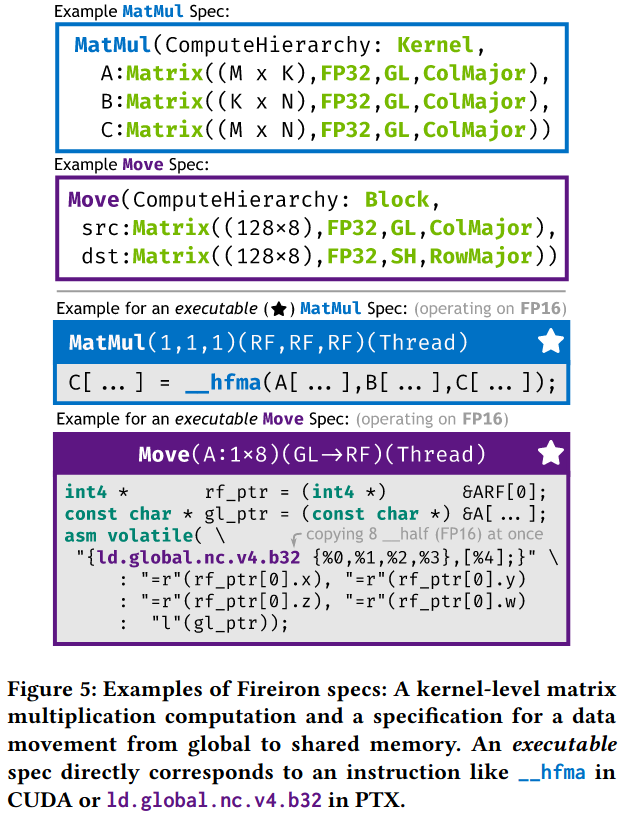 Example MatMul Spec:
MatMul(ComputeHierarchy: Kernel,
A:Matrix((M x K),FP32,GL,ColMajor),
B:Matrix((K x N),FP32,GL,ColMajor),
C:Matrix((M x N),FP32,GL,ColMajor))
Example Move Spec:
Move(ComputeHierarchy: Block,
src:Matrix((128×8),FP32,GL,ColMajor),
dst:Matrix((128×8),FP32,SH,RowMajor))
Example for an executable (★) MatMul Spec: (operating on FP16)
MatMul(1,1,1)(RF,RF,RF)(Thread)
C[ … ] = __hfma(A[ … ],B[ … ],C[ … ]);
Example for an executable Move Spec: (operating on FP16)
Move(A:1×8)(GL→RF)(Thread)
int4 * rf_ptr = (int4 *) &ARF[0];
const char * gl_ptr = (const char *) &A[ … ];
asm volatile( \ copying 8 __half (FP16) at once
"{ld.global.nc.v4.b32 {%0,%1,%2,%3},[%4];}" \
: "=r"(rf_ptr[0].x), "=r"(rf_ptr[0].y)
: "=r"(rf_ptr[0].z), "=r"(rf_ptr[0].w)
: "l"(gl_ptr));
Figure 5: Examples of Fireiron specs: A kernel-level matrix
multiplication computation and a specification for a data
movement from global to shared memory. An executable
spec directly corresponds to an instruction like __hfma in
CUDA or ld.global.nc.v4.b32 in PTX.